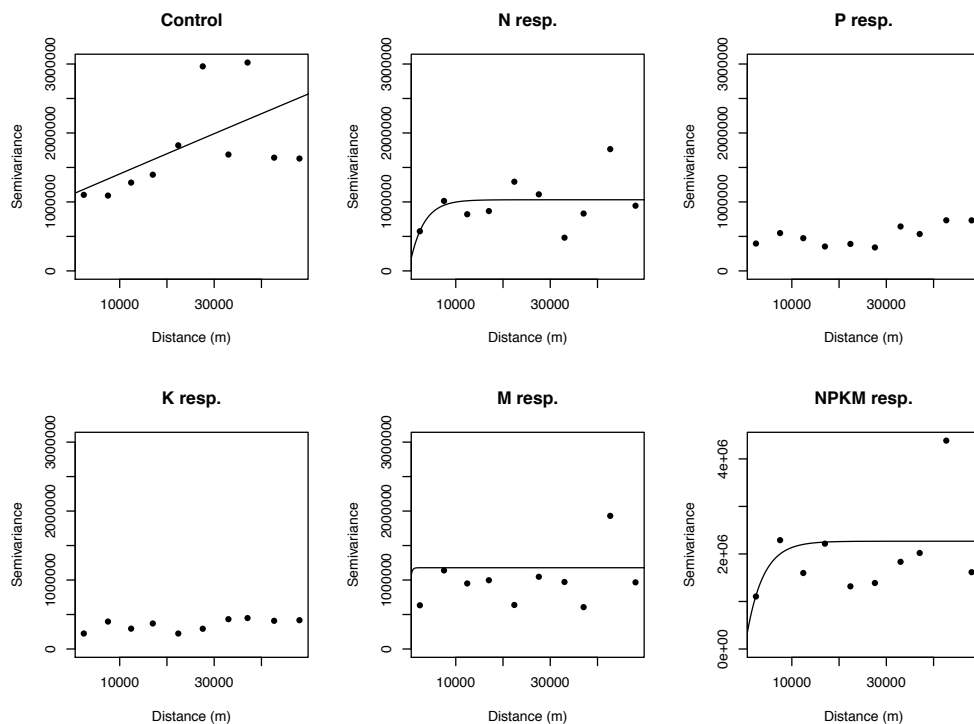 Control
N resp.
P resp.
Semivariance
0 1000000 2000000 3000000
10000 30000
Distance (m)
Semivariance
0 1000000 2000000 3000000
10000 30000
Distance (m)
Semivariance
0 1000000 2000000 3000000
10000 30000
Distance (m)
K resp.
M resp.
NPKM resp.
Semivariance
0 1000000 2000000 3000000
10000 30000
Distance (m)
Semivariance
0 1000000 2000000 3000000
10000 30000
Distance (m)
Semivariance
0e+00 2e+06 4e+06
10000 30000
Distance (m)